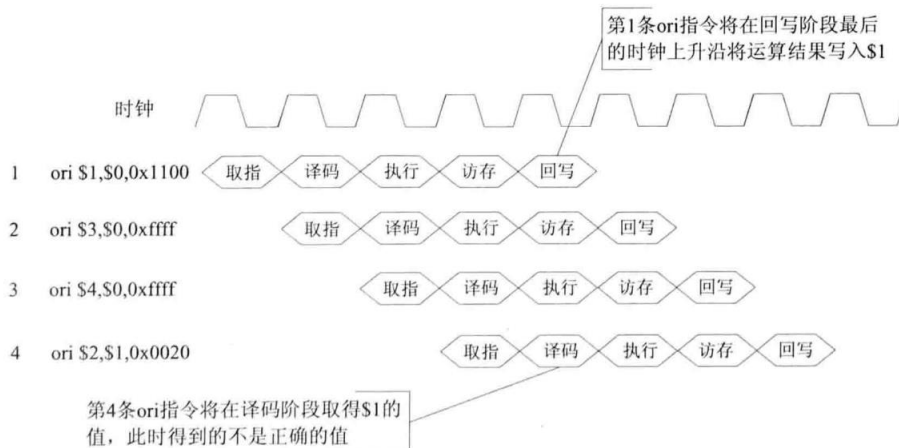 第1条ori指令将在回写阶段最后
的时钟上升沿将运算结果写入$1
时钟
1 ori $1,$0,0x1100 取指 译码 执行 访存 回写
2 ori $3,$0,0xffff 取指 译码 执行 访存 回写
3 ori $4,$0,0xffff 取指 译码 执行 访存 回写
4 ori $2,$1,0x0020 取指 译码 执行 访存 回写
第4条ori指令将在译码阶段取得$1的
值，此时得到的不是正确的值